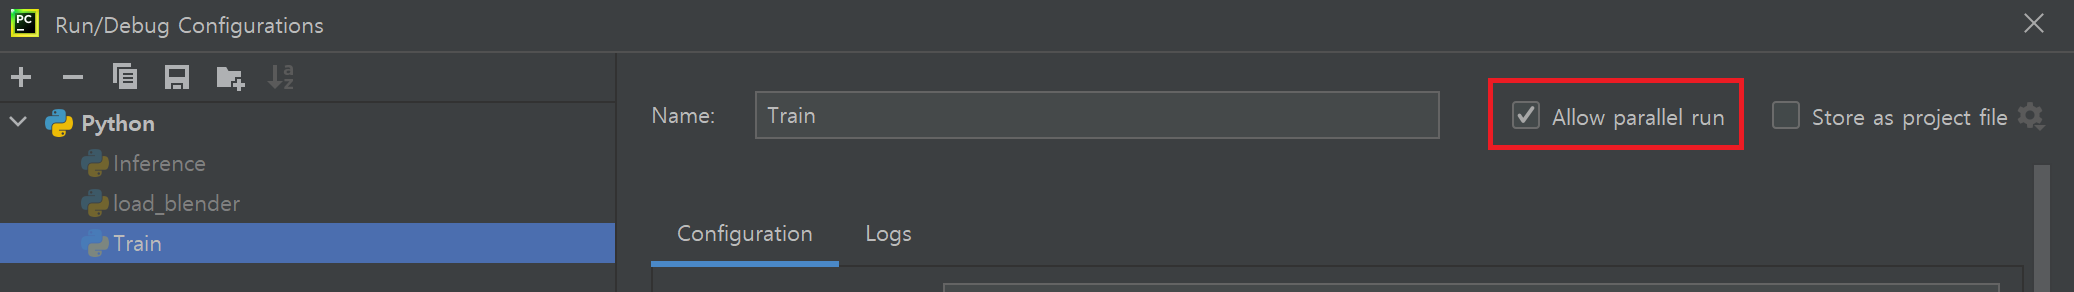 PC
Run/Debug Configurations
a
z
Python
Inference
load_blender
Train
Name:
Train
Allow parallel run
Store as project file
Configuration
Logs